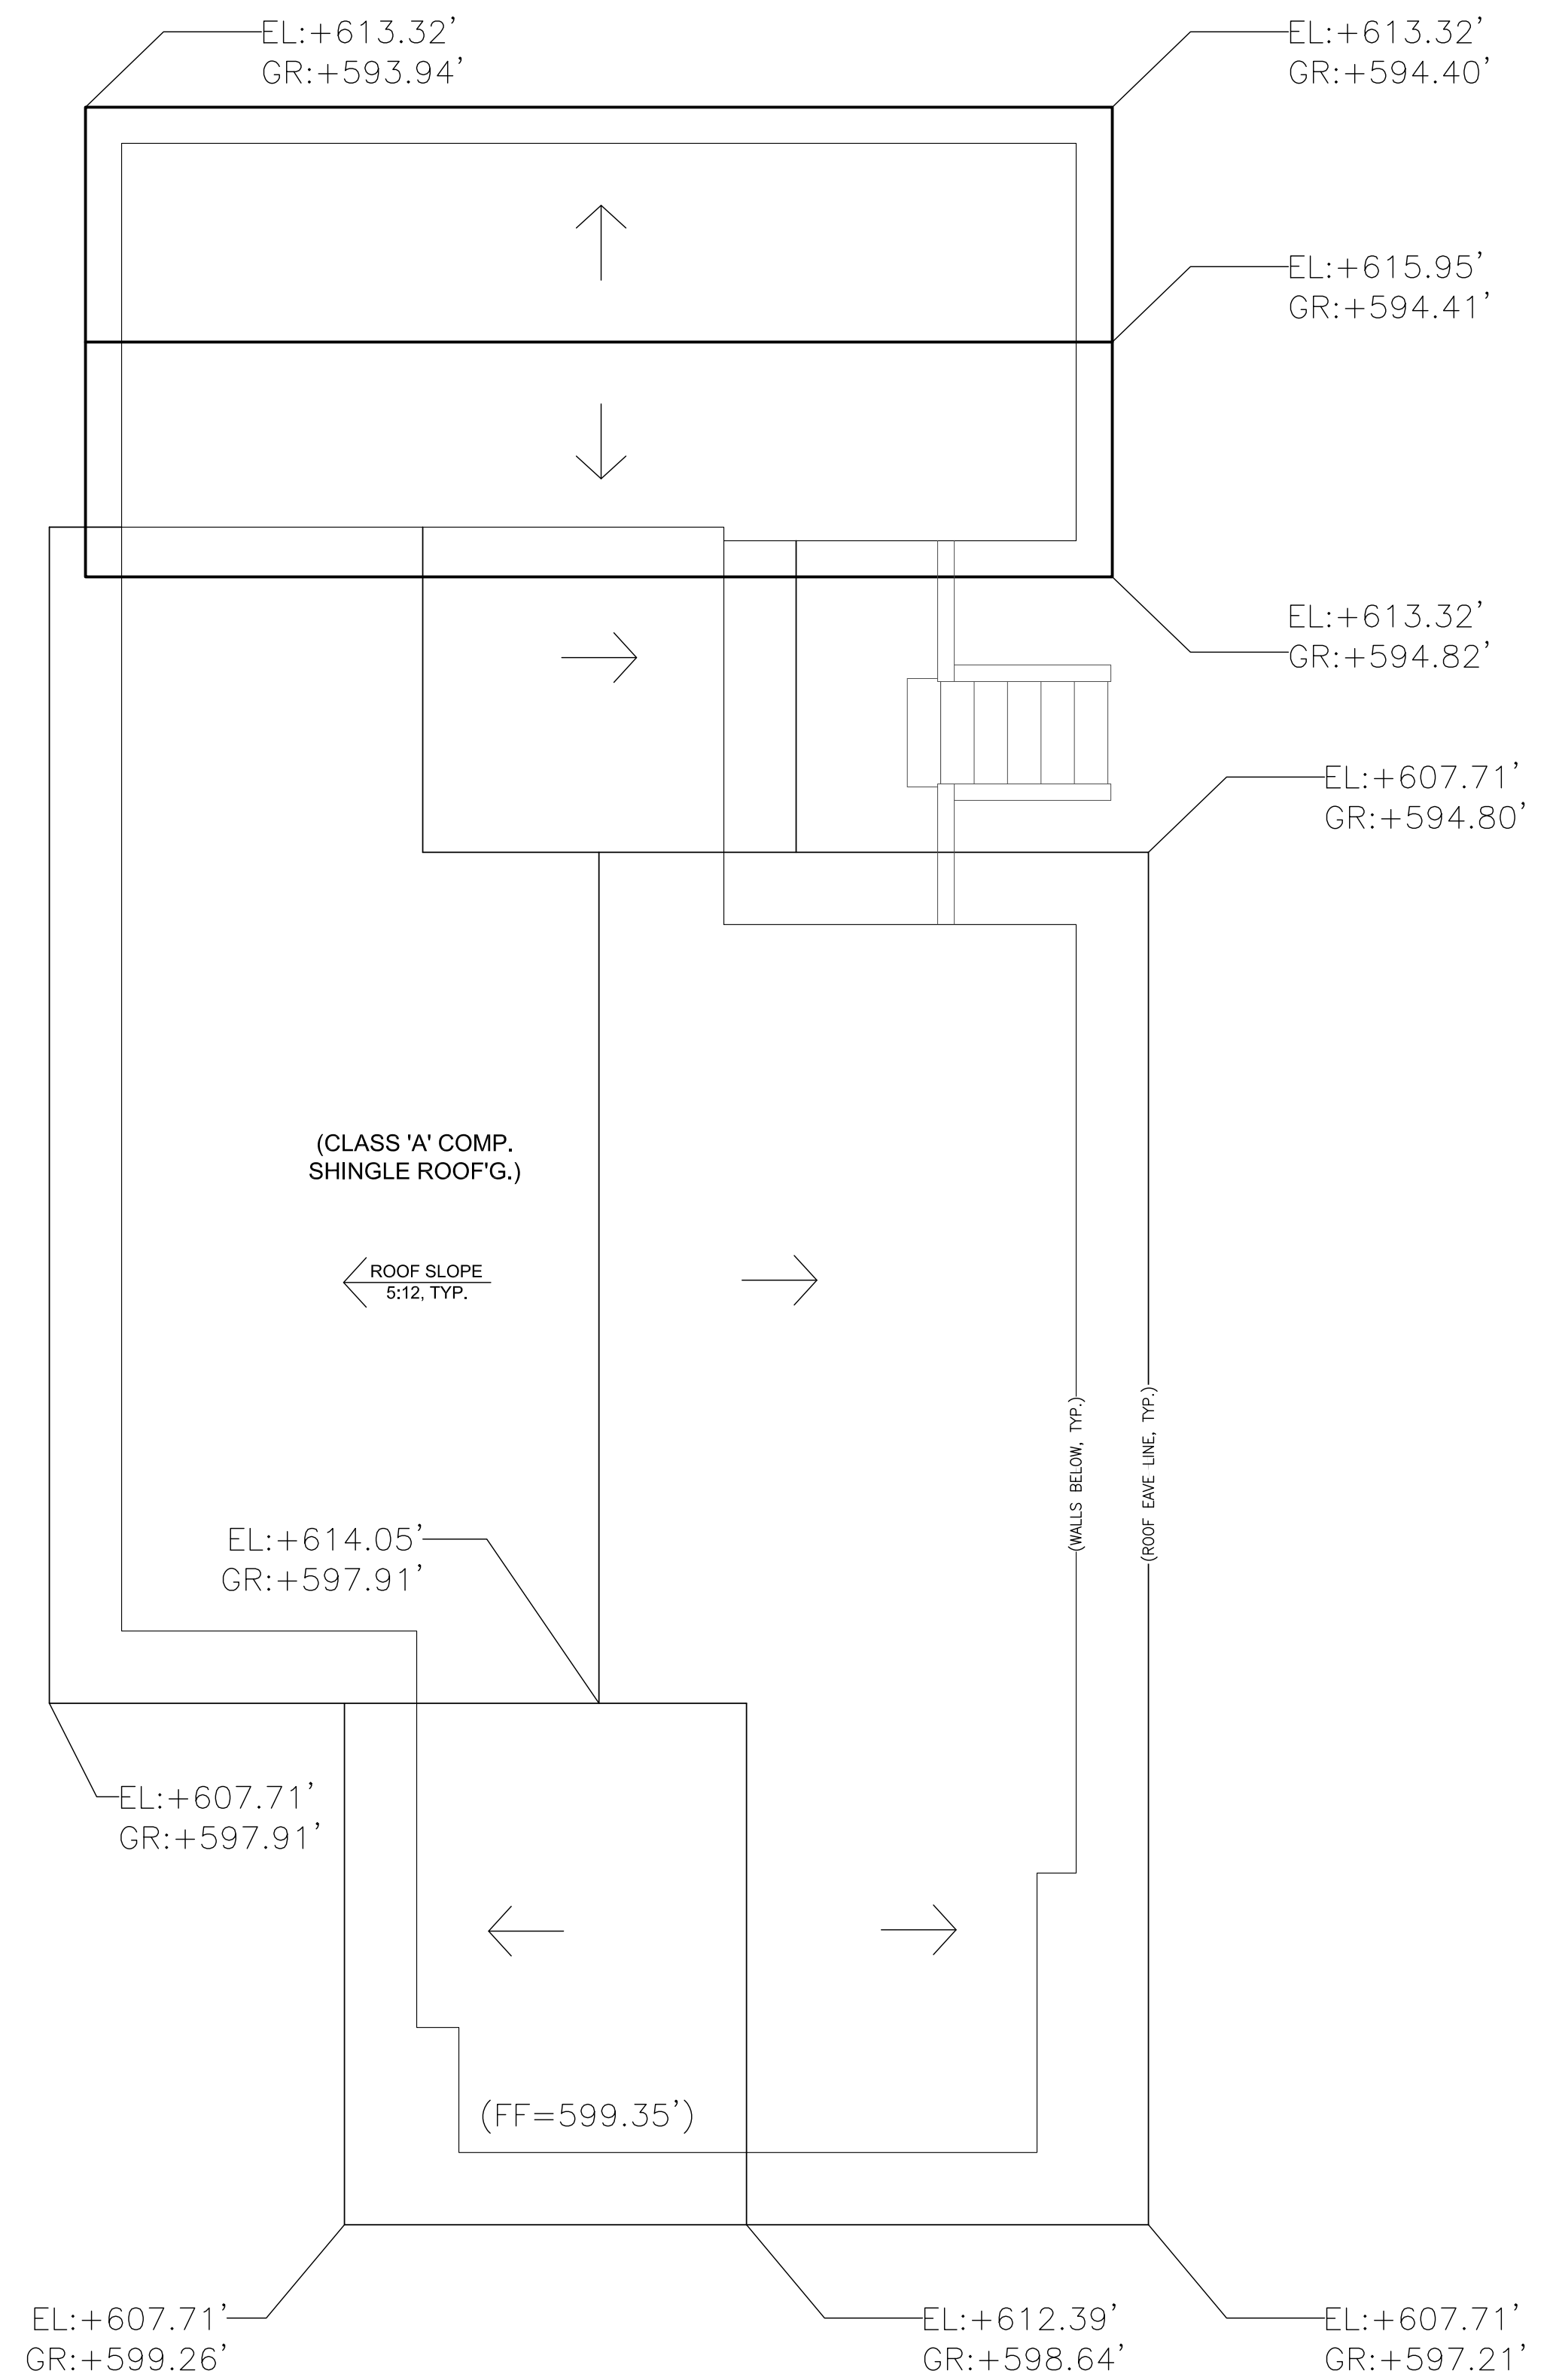 EL:+613.32'
GR:+593.94'
EL:+613.32'
GR:+594.40'
EL:+615.95'
GR:+594.41'
EL:+613.32'
GR:+594.82'
EL:+607.71'
GR:+594.80'
(CLASS 'A' COMP.
SHINGLE ROOF'G.)
ROOF SLOPE
5:12, TYP.
(WALLS BELOW, TYP.)
(ROOF EAVE LINE, TYP.)
EL:+614.05'
GR:+597.91'
EL:+607.71'
GR:+597.91'
(FF=599.35')
EL:+607.71'
GR:+599.26'
EL:+612.39'
GR:+598.64'
EL:+607.71'
GR:+597.21'